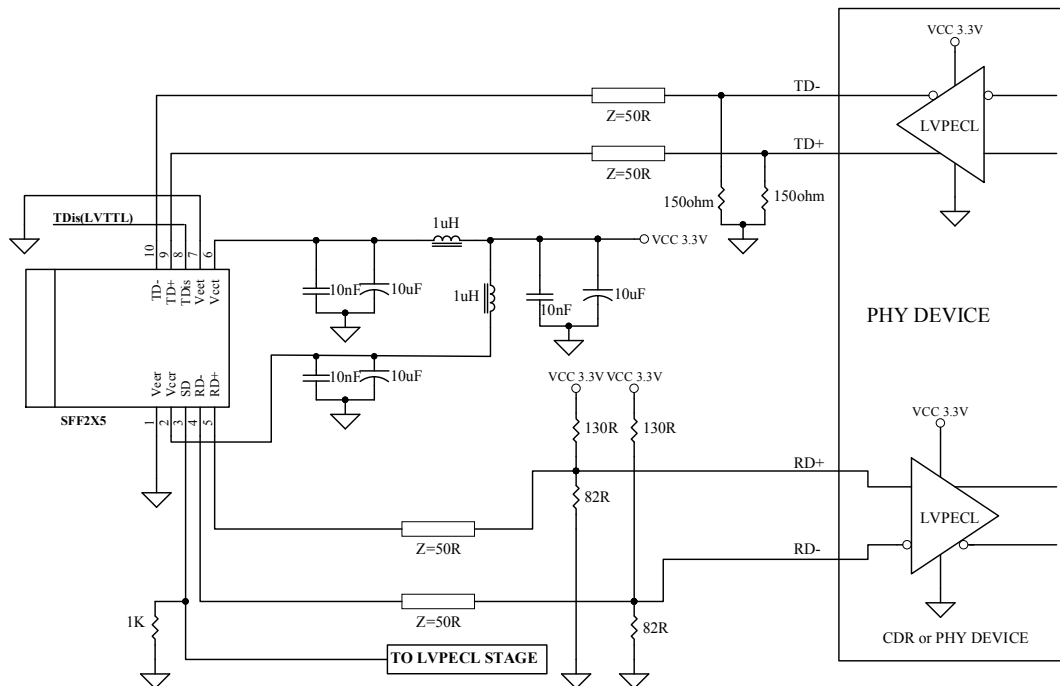 VCC 3.3V
TD-
Z=50R
LVPECL
TD+
Z=50R
150ohm
150ohm
TDis(LVTTL)
1uH
VCC 3.3V
10
9
8
7
6
TD-
TD+
TDis
Veet
Vcct
10nF
10uF
1uH
10nF
10uF
PHY DEVICE
10nF
10uF
Veer
Vccr
SD
RD-
RD+
SFF2X5
1
2
3
4
5
VCC 3.3V
VCC 3.3V
130R
130R
VCC 3.3V
RD+
82R
LVPECL
Z=50R
RD-
Z=50R
1K
82R
CDR or PHY DEVICE
TO LVPECL STAGE